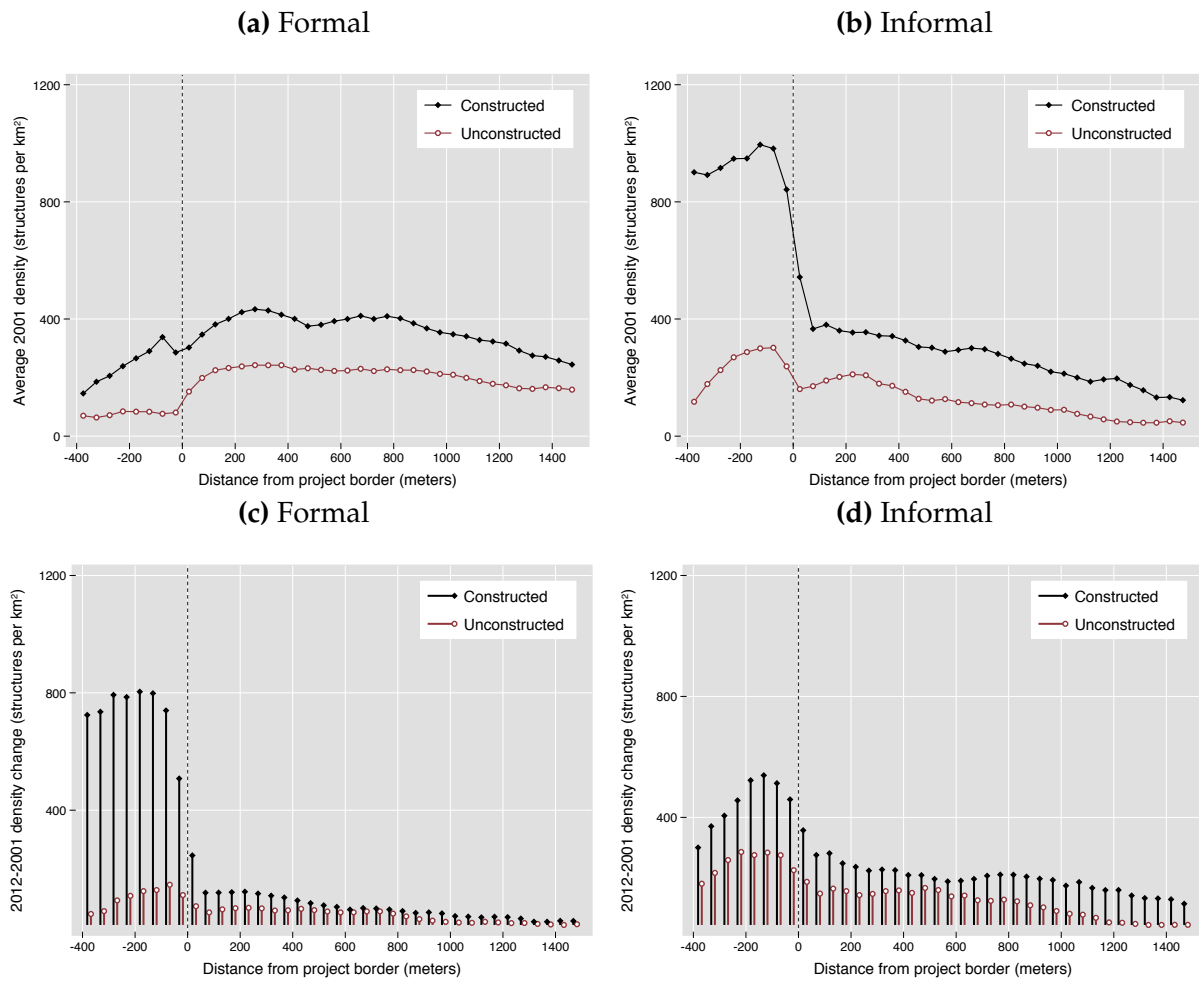 (a) Formal
1200
800
400
0
Average 2001 density (structures per km²)
Constructed
Unconstructed
-400 -200 0 200 400 600 800 1000 1200 1400
Distance from project border (meters)
(b) Informal
1200
800
400
0
Average 2001 density (structures per km²)
Constructed
Unconstructed
-400 -200 0 200 400 600 800 1000 1200 1400
Distance from project border (meters)
(c) Formal
1200
800
400
2012-2001 density change (structures per km²)
Constructed
Unconstructed
-400 -200 0 200 400 600 800 1000 1200 1400
Distance from project border (meters)
(d) Informal
1200
800
400
2012-2001 density change (structures per km²)
Constructed
Unconstructed
-400 -200 0 200 400 600 800 1000 1200 1400
Distance from project border (meters)